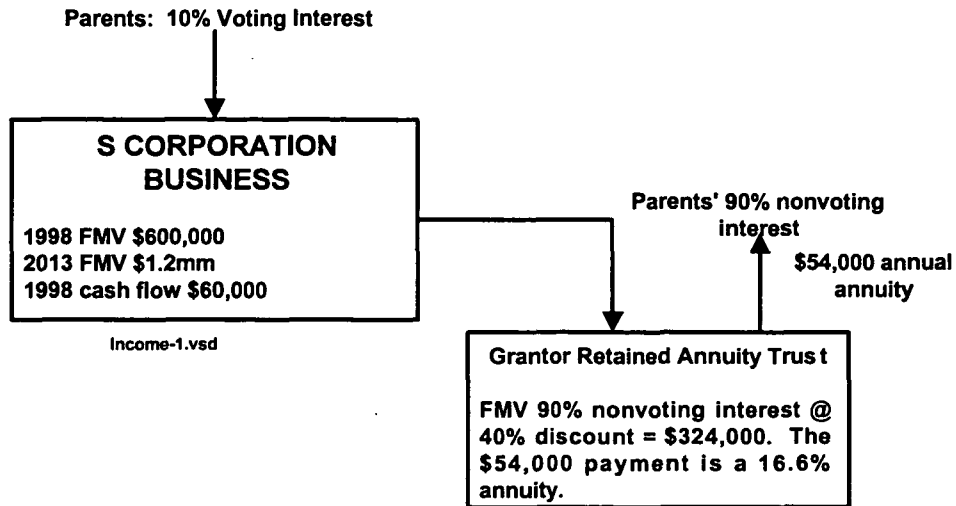 Parents: 10% Voting Interest
S CORPORATION
BUSINESS
1998 FMV $600,000
2013 FMV $1.2mm
1998 cash flow $60,000
Income-1.vsd
Parents' 90% nonvoting
interest
$54,000 annual
annuity
Grantor Retained Annuity Trust
FMV 90% nonvoting interest @
40% discount = $324,000. The
$54,000 payment is a 16.6%
annuity.